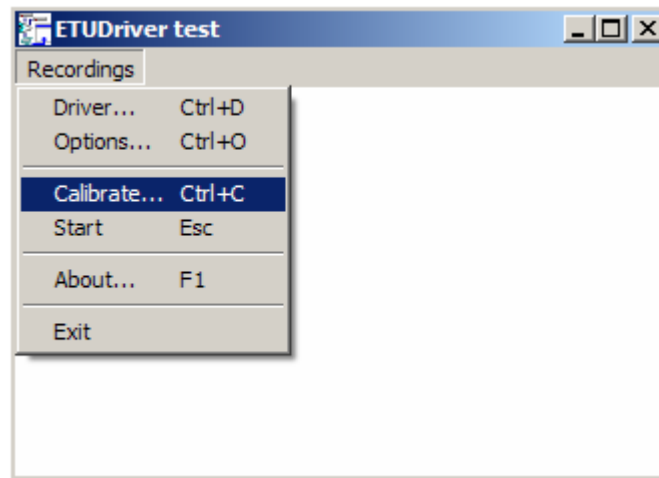 ETUDriver test
Recordings
Driver... Ctrl+D
Options... Ctrl+O
Calibrate... Ctrl+C
Start Esc
About... F1
Exit